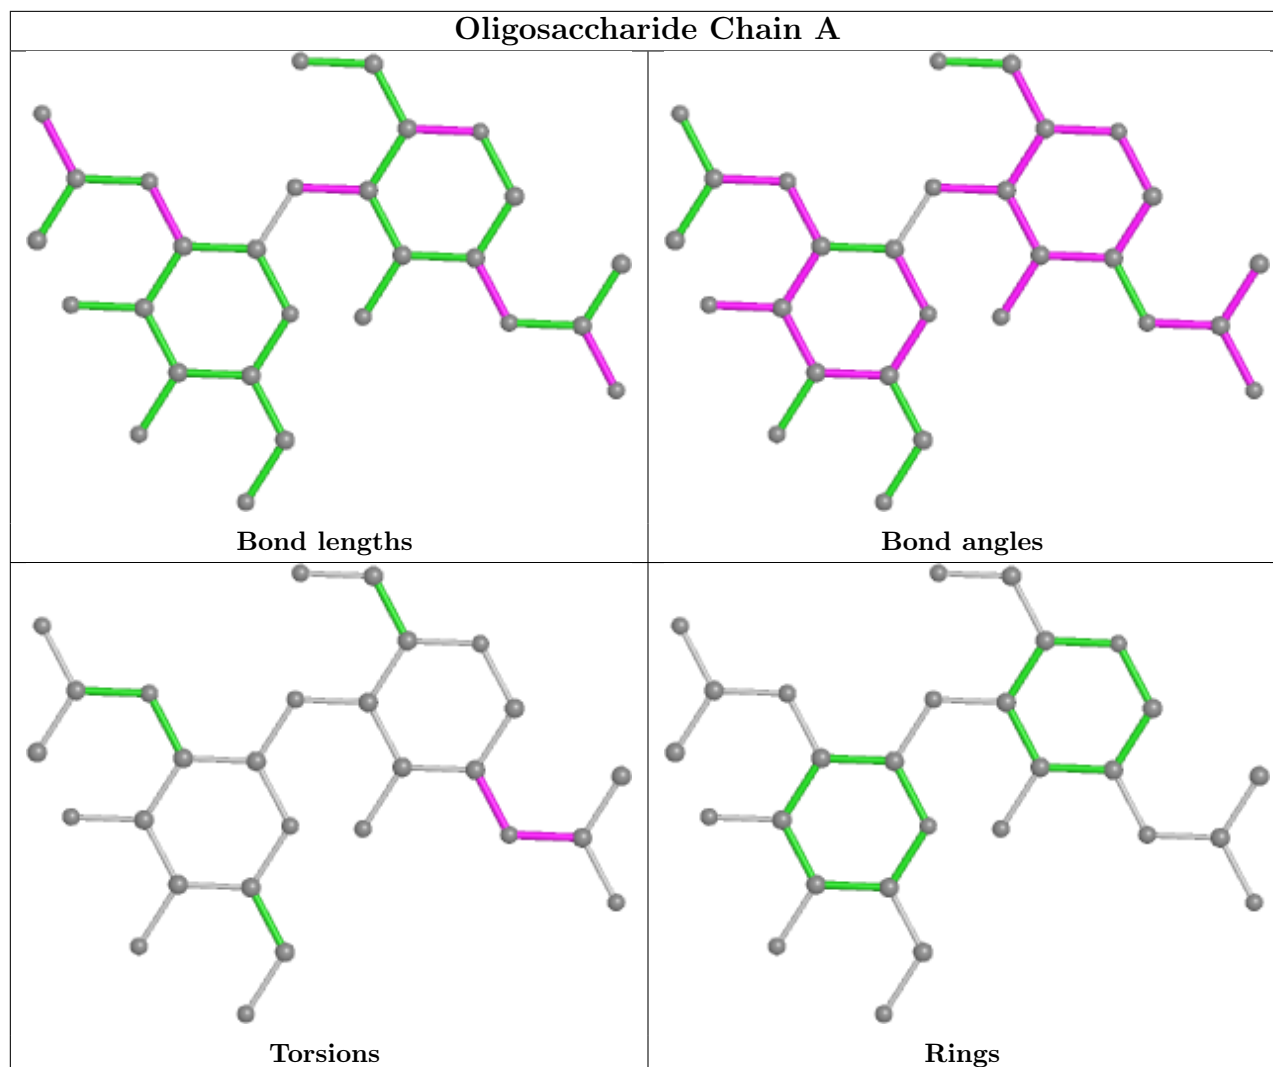 Oligosaccharide Chain A
Bond lengths
Bond angles
Torsions
Rings